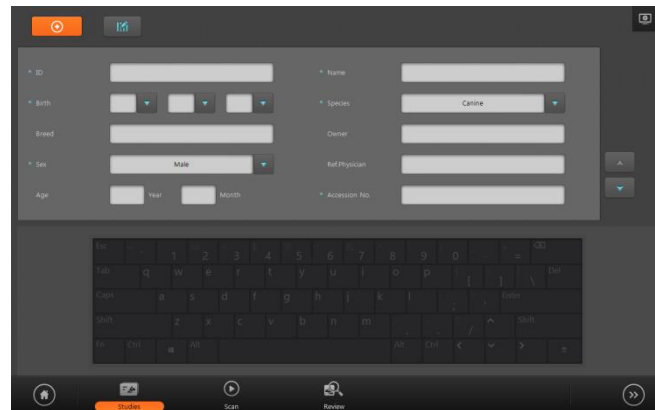 * ID
* Name
* Birth
* Species Canine
Breed
Owner
* Sex Male
Ref.Physician
Age Year Month
* Accession No.
Esc 1 2 3 4 5 6 7 8 9 0 - =
Tab q w e r t y u i o p [ ] \ Del
Caps a s d f g h j k l ; ' Enter
Shift z x c v b n m , . / ^ Shift
Fn Ctrl Alt Alt Ctrl
Studies
Scan
Review